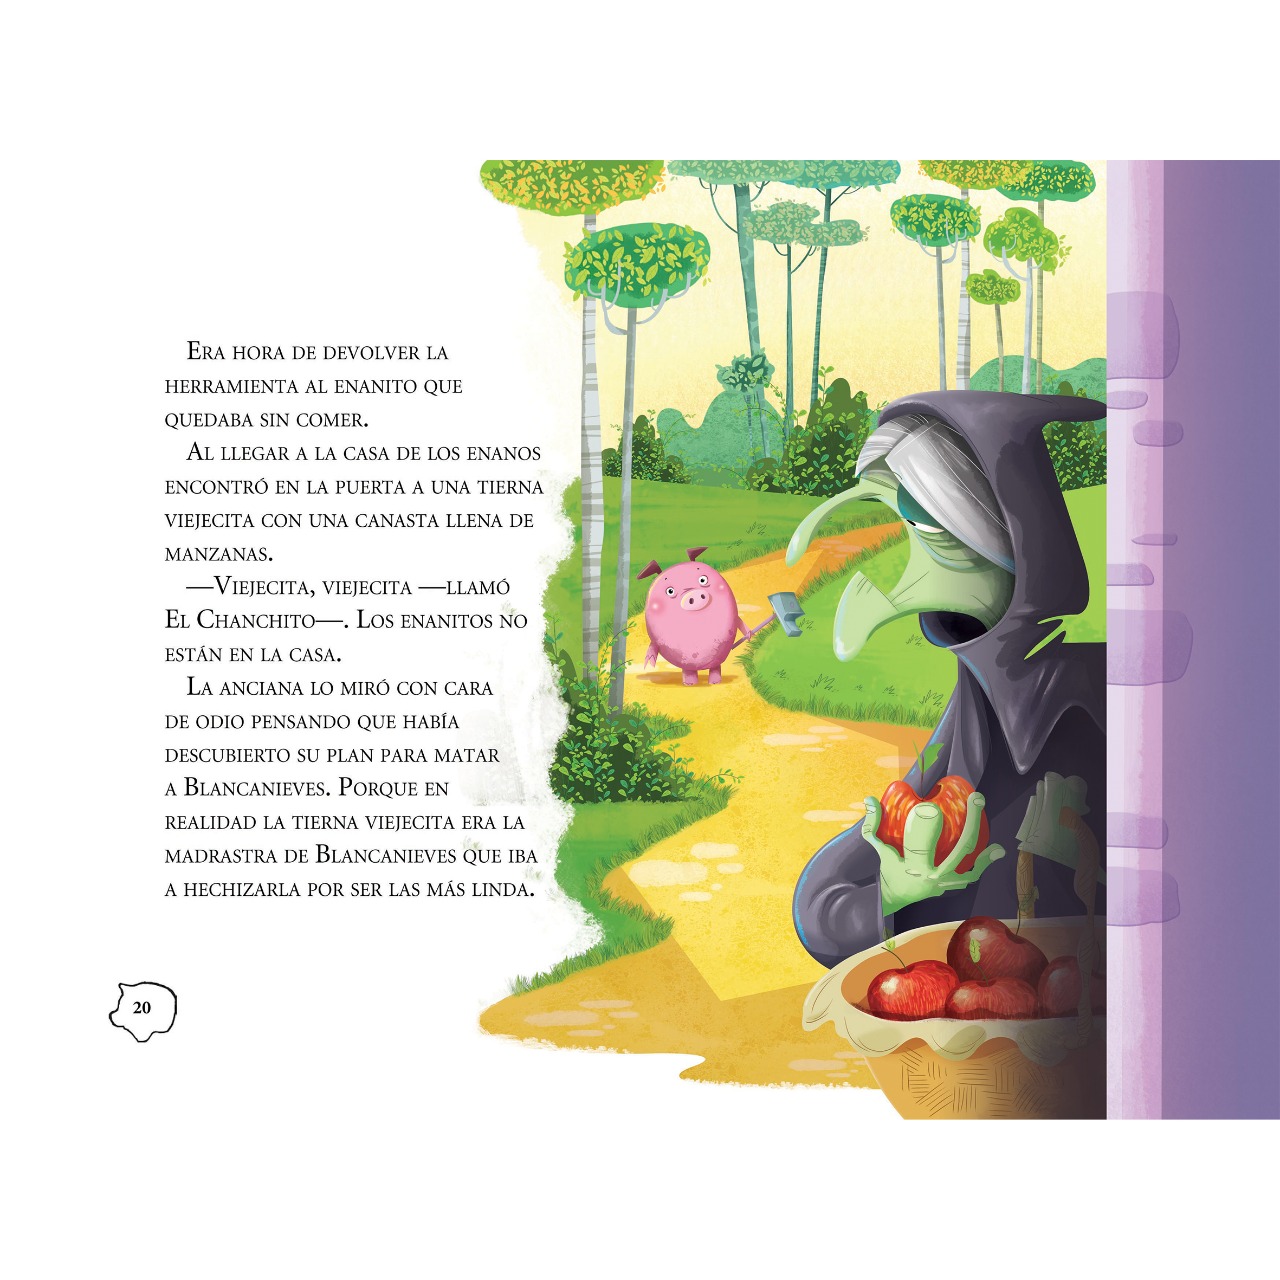 Era hora de devolver la
herramienta al enanito que
quedaba sin comer.
Al llegar a la casa de los enanos
encontró en la puerta a una tierna
viejecita con una canasta llena de
manzanas.
—Viejecita, viejecita —llamó
El Chanchito—. Los enanitos no
están en la casa.
La anciana lo miró con cara
de odio pensando que había
descubierto su plan para matar
a Blancanieves. Porque en
realidad la tierna viejecita era la
madrastra de Blancanieves que iba
a hechizarla por ser las más linda.
20